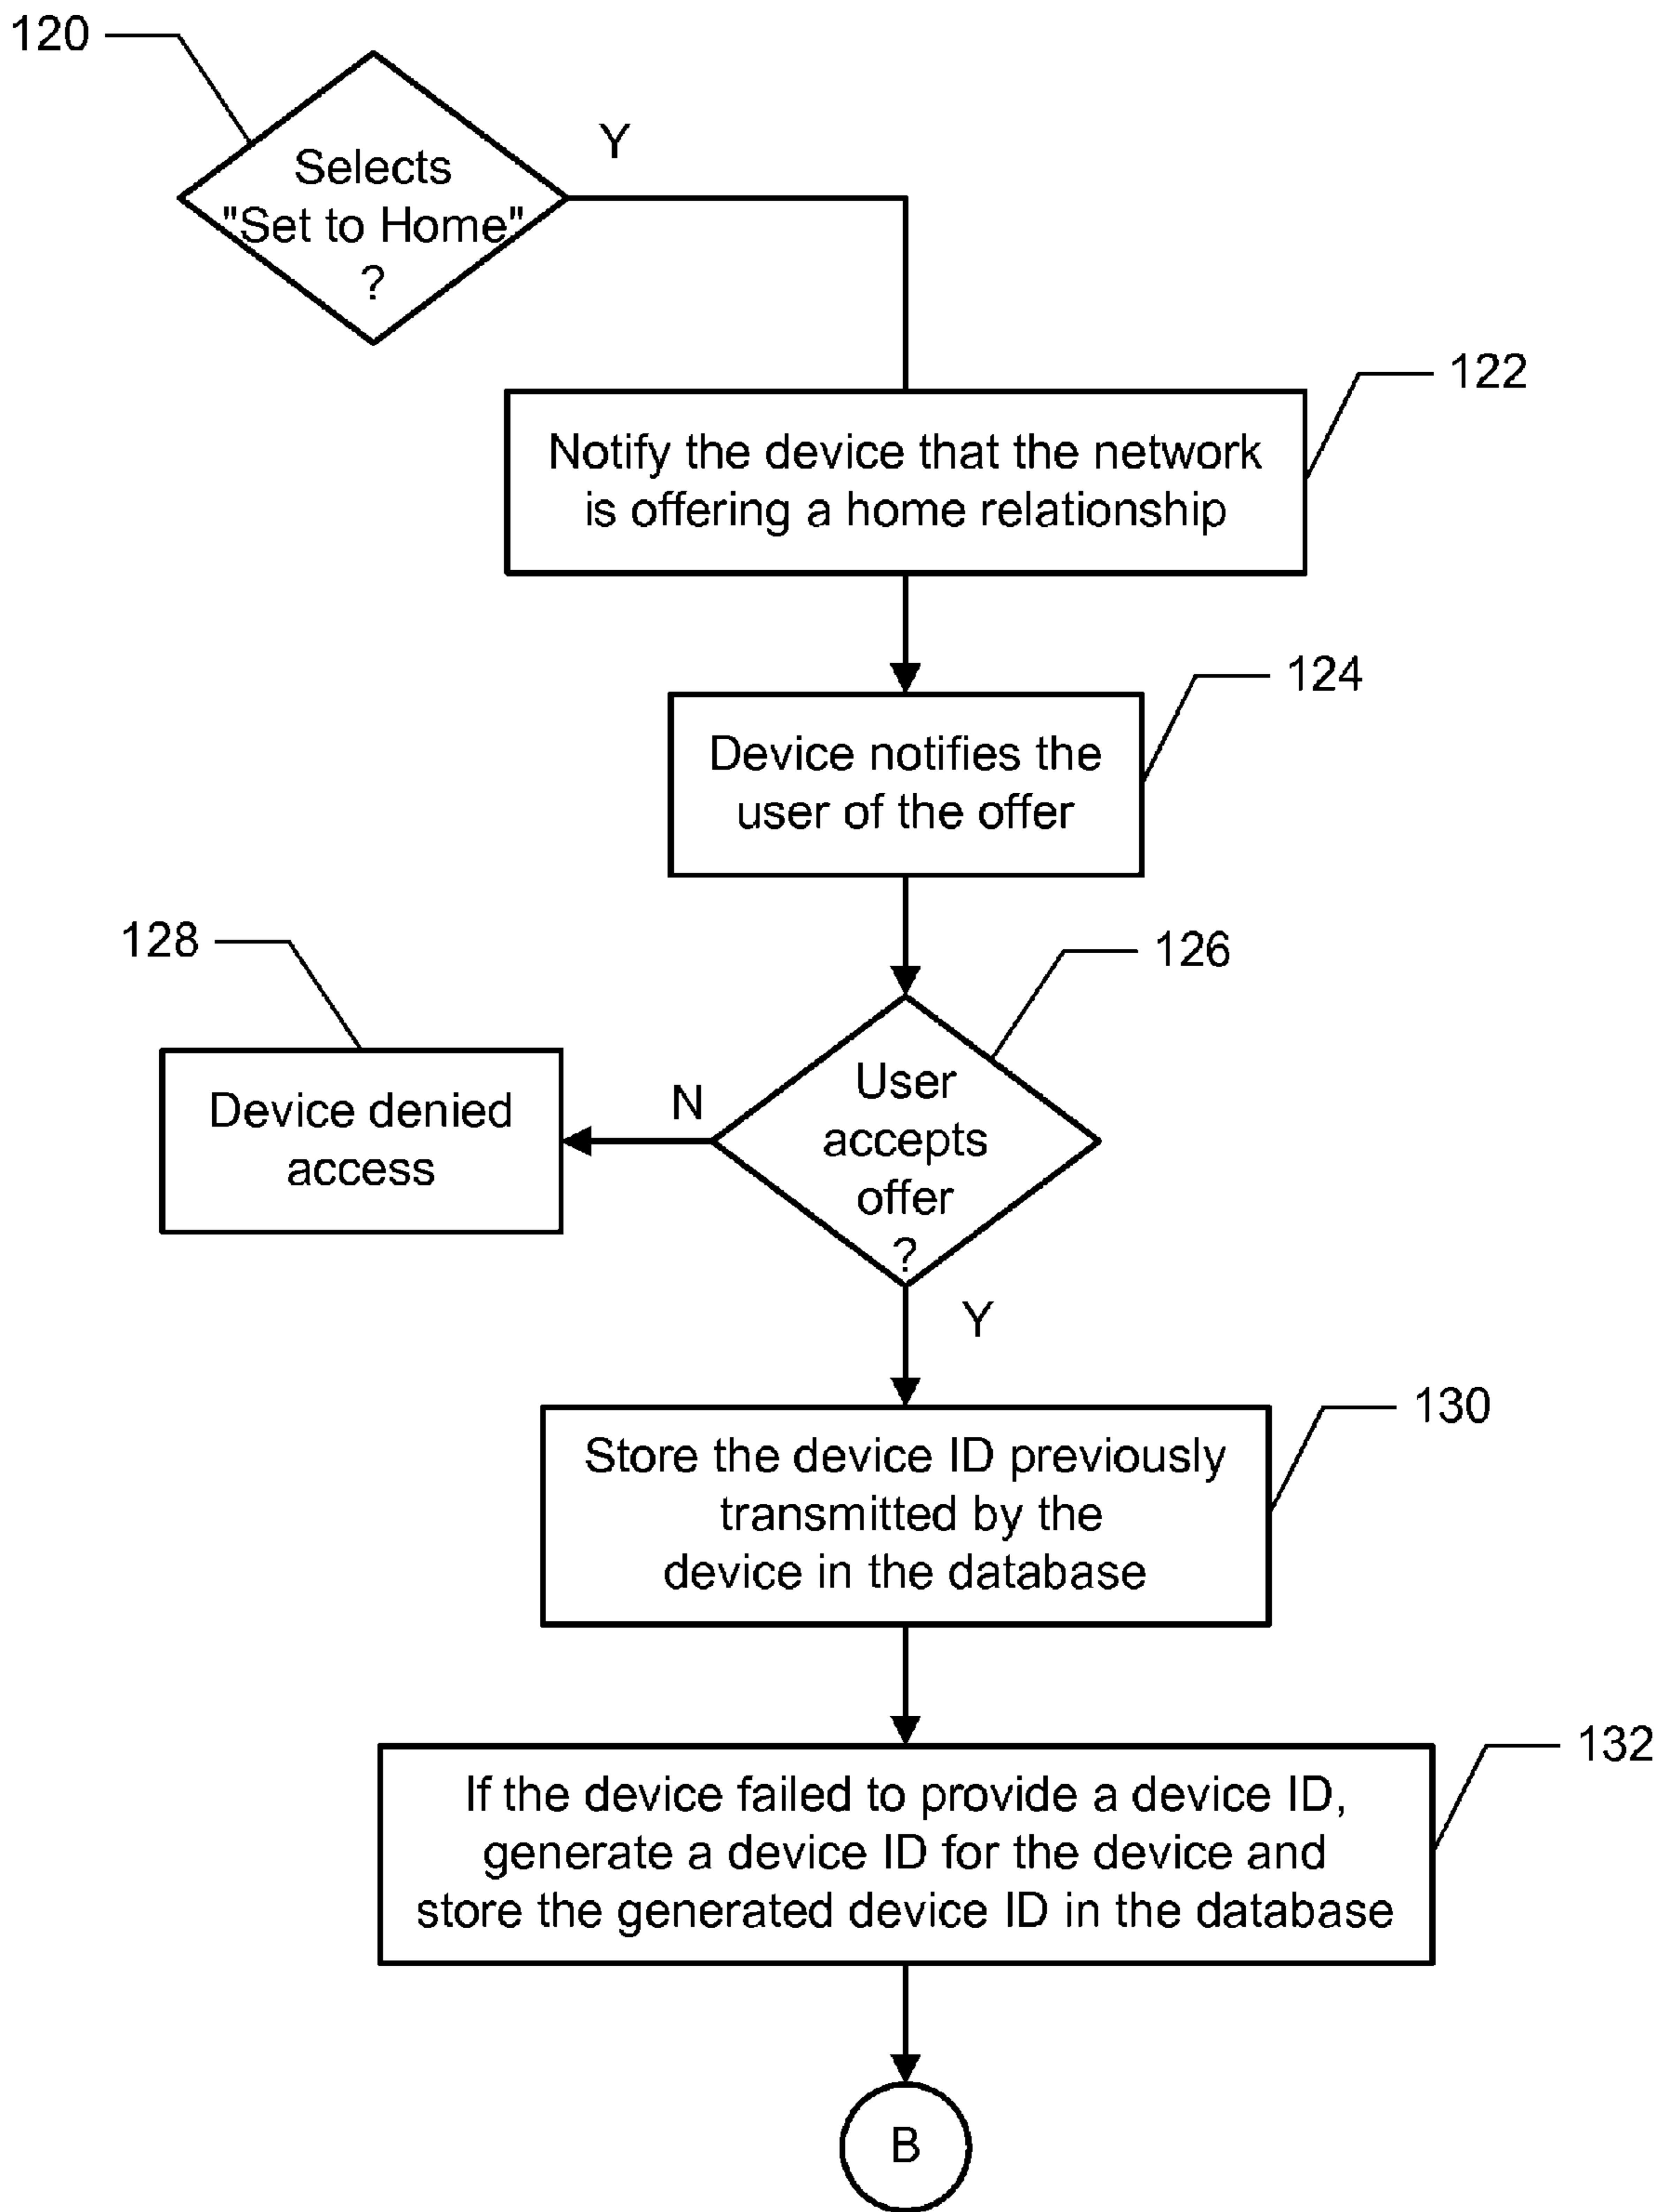 120
Selects
"Set to Home"
?
Y
122
Notify the device that the network
is offering a home relationship
124
Device notifies the
user of the offer
128
126
Device denied
access
N
User
accepts
offer
?
Y
130
Store the device ID previously
transmitted by the
device in the database
132
If the device failed to provide a device ID,
generate a device ID for the device and
store the generated device ID in the database
B